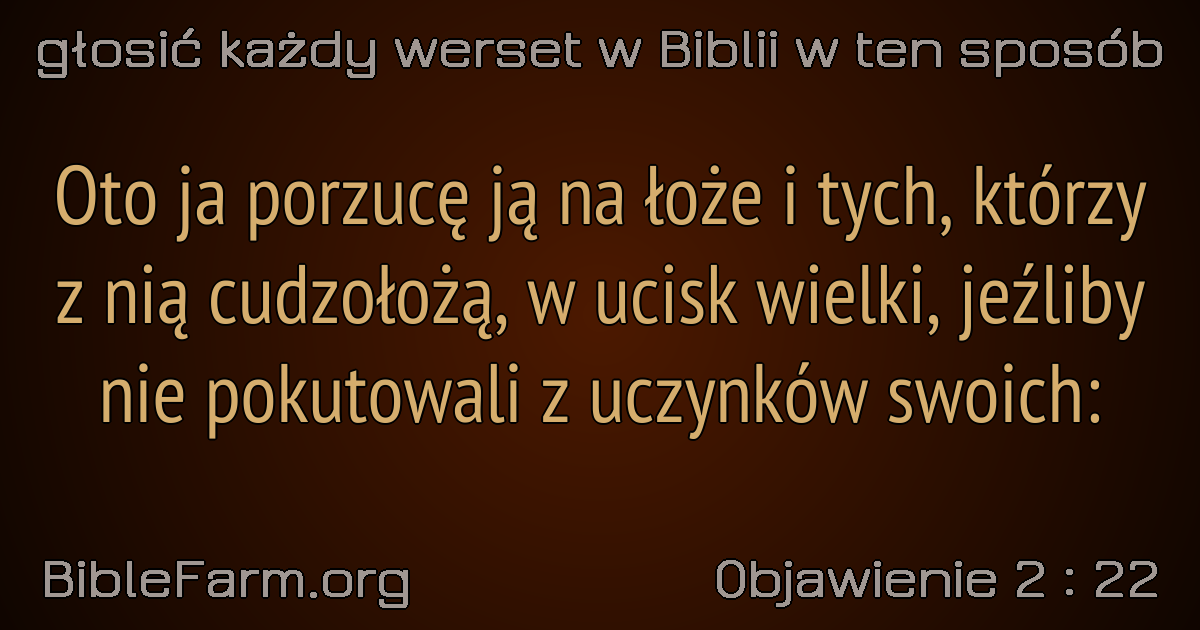 głosić każdy werset w Biblii w ten sposób
Oto ja porzucę ją na łoże i tych, którzy
z nią cudzołożą, w ucisk wielki, jeźliby
nie pokutowali z uczynków swoich:
BibleFarm.org
Objawienie 2 : 22